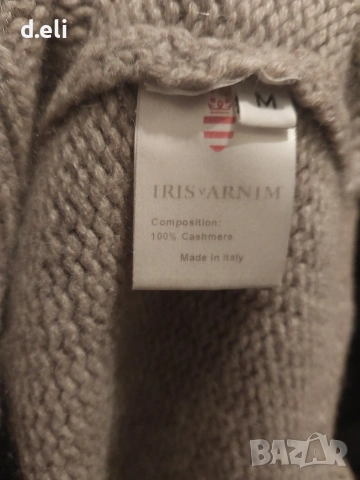 d.eli
M
IRIS v ARNIM
Composition:
100% Cashmere
Made in Italy
BAZAR